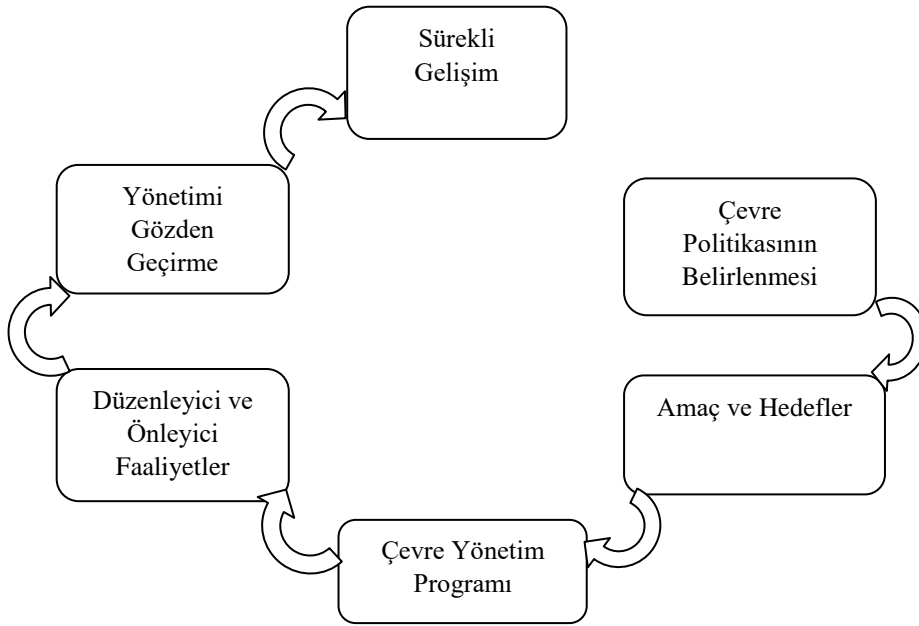 Sürekli
Gelişim
Yönetimi
Gözden
Geçirme
Çevre
Politikasının
Belirlenmesi
Düzenleyici ve
Önleyici
Faaliyetler
Amaç ve Hedefler
Çevre Yönetim
Programı